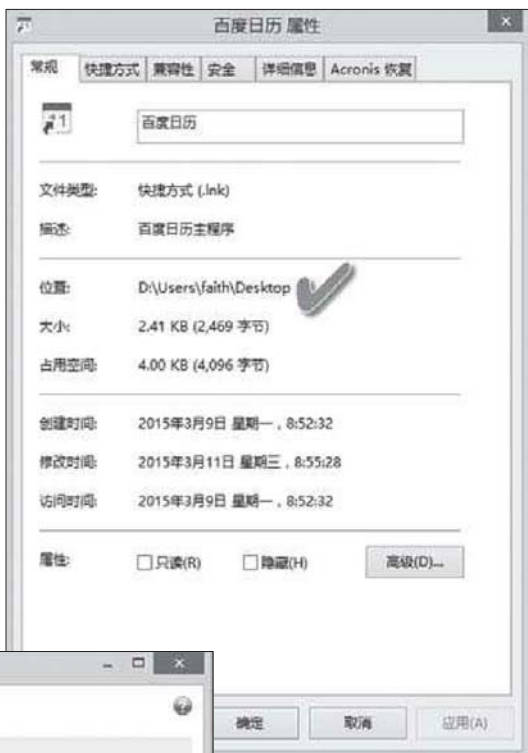 百度日历 属性
常规 快捷方式 兼容性 安全 详细信息 Acronis 恢复
百度日历
文件类型: 快捷方式 (.lnk)
描述: 百度日历主程序
位置: D:\Users\faith\Desktop
大小: 2.41 KB (2,469 字节)
占用空间: 4.00 KB (4,096 字节)
创建时间: 2015年3月9日 星期一，8:52:32
修改时间: 2015年3月11日 星期三，8:55:28
访问时间: 2015年3月9日 星期一，8:52:32
属性: 只读(R) 隐藏(H) 高级(D)...
确定 取消 应用(A)